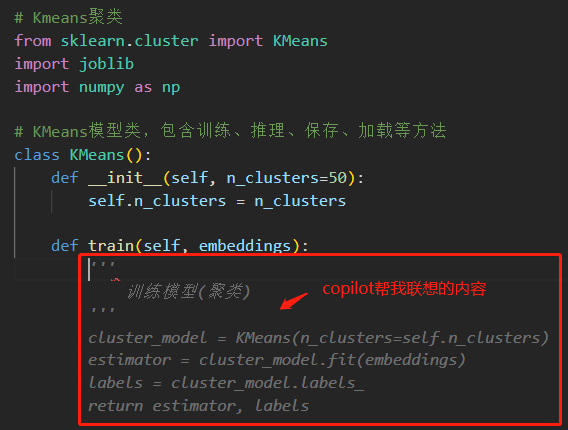 # Kmeans聚类
from sklearn.cluster import KMeans
import joblib
import numpy as np
# KMeans模型类，包含训练、推理、保存、加载等方法
class KMeans():
    def __init__(self, n_clusters=50):
        self.n_clusters = n_clusters
    def train(self, embeddings):
        '''
            训练模型(聚类)
copilot帮我联想的内容
        '''
        cluster_model = KMeans(n_clusters=self.n_clusters)
        estimator = cluster_model.fit(embeddings)
        labels = cluster_model.labels_
        return estimator, labels